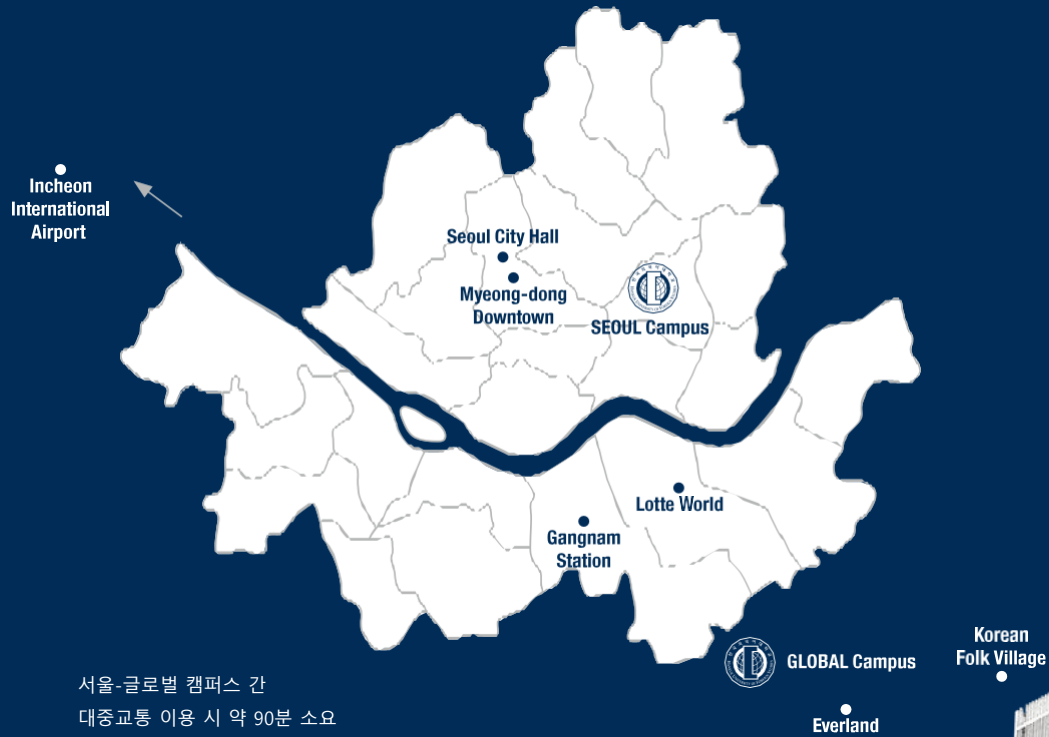 Incheon
International
Airport
Seoul City Hall
Myeong-dong
Downtown
SEOUL Campus
Lotte World
Gangnam
Station
GLOBAL Campus
Korean
Folk Village
Everland
서울-글로벌 캠퍼스 간
대중교통 이용 시 약 90분 소요